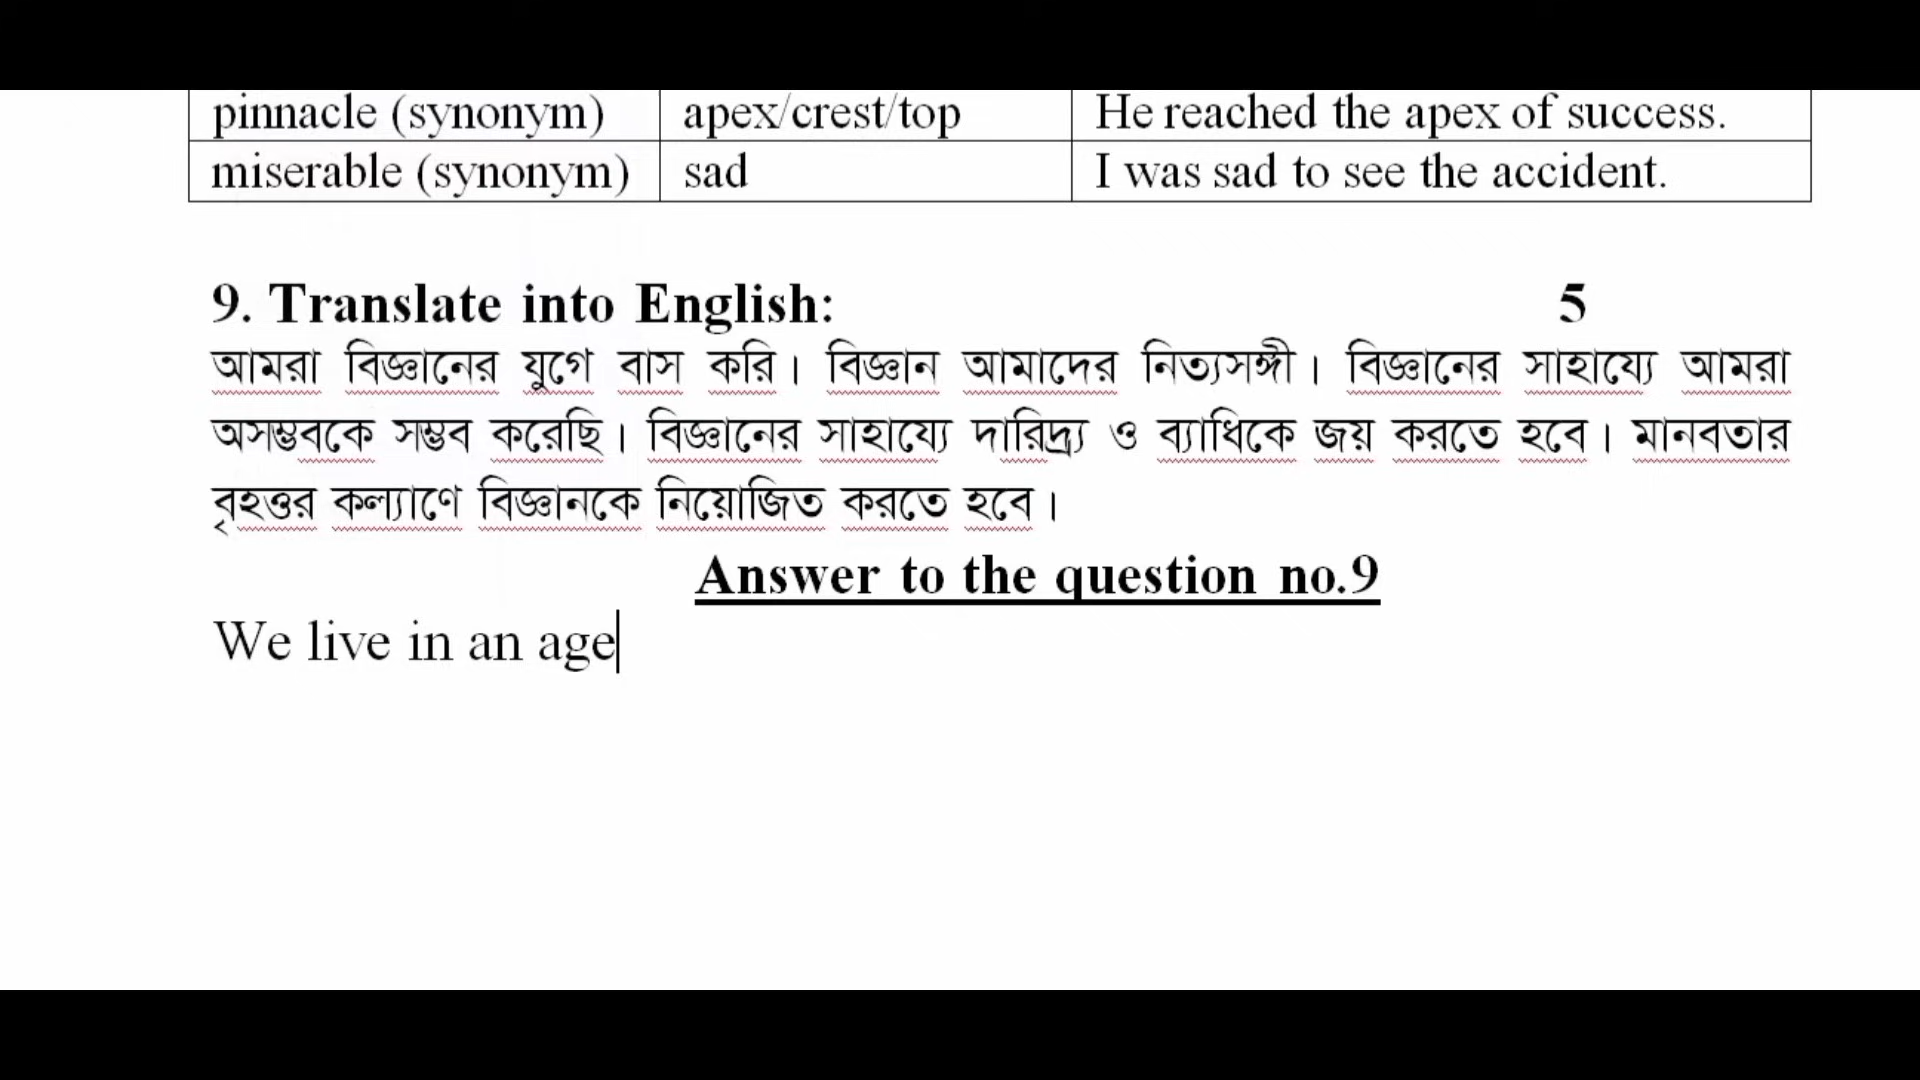 pinnacle (synonym) apex/crest/top He reached the apex of success.
miserable (synonym) sad I was sad to see the accident.
9. Translate into English: 5
আমরা বিজ্ঞানের যুগে বাস করি। বিজ্ঞান আমাদের নিত্যসঙ্গী। বিজ্ঞানের সাহায্যে আমরা
অসম্ভবকে সম্ভব করেছি। বিজ্ঞানের সাহায্যে দারিদ্র্য ও ব্যাধিকে জয় করতে হবে। মানবতার
বৃহত্তর কল্যাণে বিজ্ঞানকে নিয়োজিত করতে হবে।
Answer to the question no.9
We live in an age